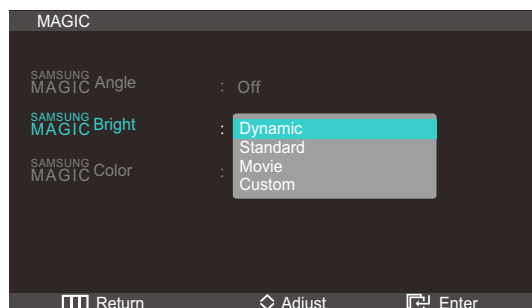 MAGIC
SAMSUNG
MAGIC Angle : Off
SAMSUNG
MAGIC Bright : Dynamic
Standard
Movie
Custom
SAMSUNG
MAGIC Color :
Return Adjust Enter